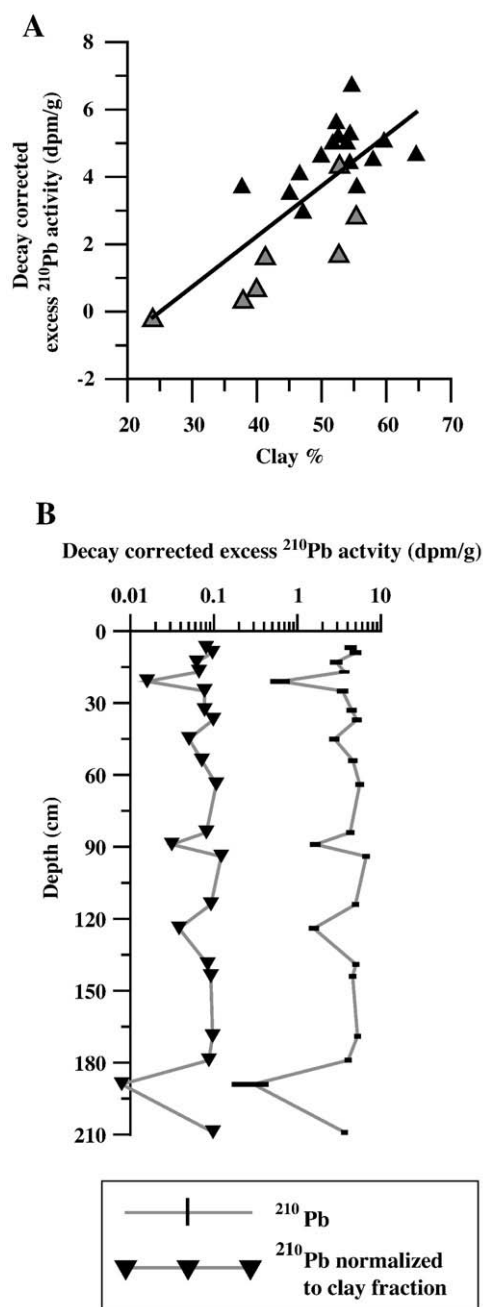 A
Decay corrected
excess ²¹⁰Pb activity (dpm/g)
8
6
4
2
0
-2
20 30 40 50 60 70
Clay %
B
Decay corrected excess ²¹⁰Pb actvity (dpm/g)
0.01 0.1 1 10
Depth (cm)
0
30
60
90
120
150
180
210
²¹⁰Pb
²¹⁰Pb normalized
to clay fraction